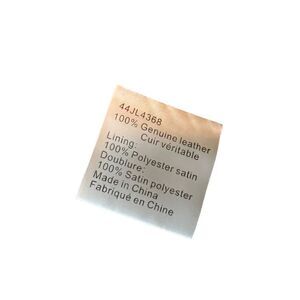 44JL4368
100% Genuine leather
Cuir véritable
Lining:
100% Polyester satin
Doublure:
100% Satin polyester
Made in China
Fabriqué en Chine